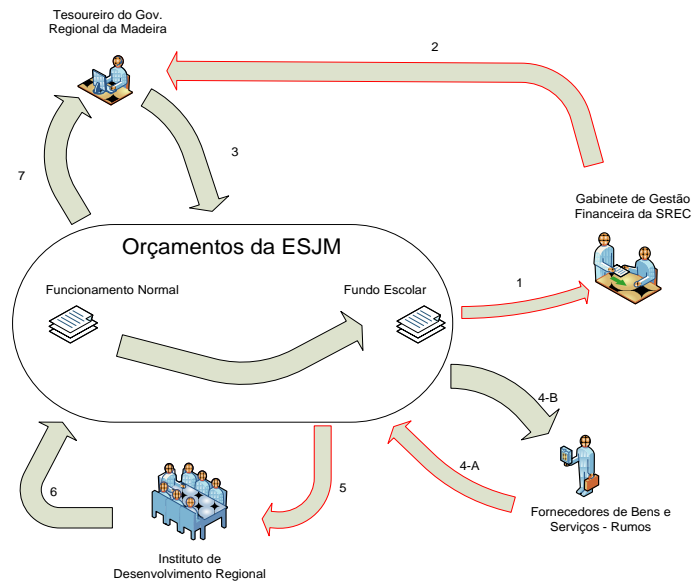 Tesoureiro do Gov.
Regional da Madeira
2
3
7
Gabinete de Gestão
Financeira da SREC
Orçamentos da ESJM
Funcionamento Normal
Fundo Escolar
1
4-B
4-A
5
6
Fornecedores de Bens e
Serviços - Rumos
Instituto de
Desenvolvimento Regional